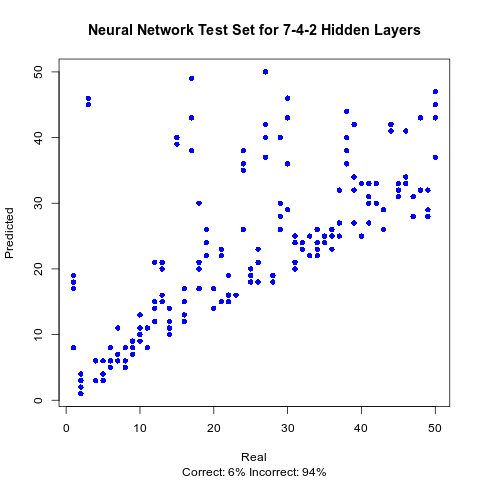 Neural Network Test Set for 7-4-2 Hidden Layers
50
40
30
20
10
0
Predicted
0 10 20 30 40 50
Real
Correct: 6% Incorrect: 94%